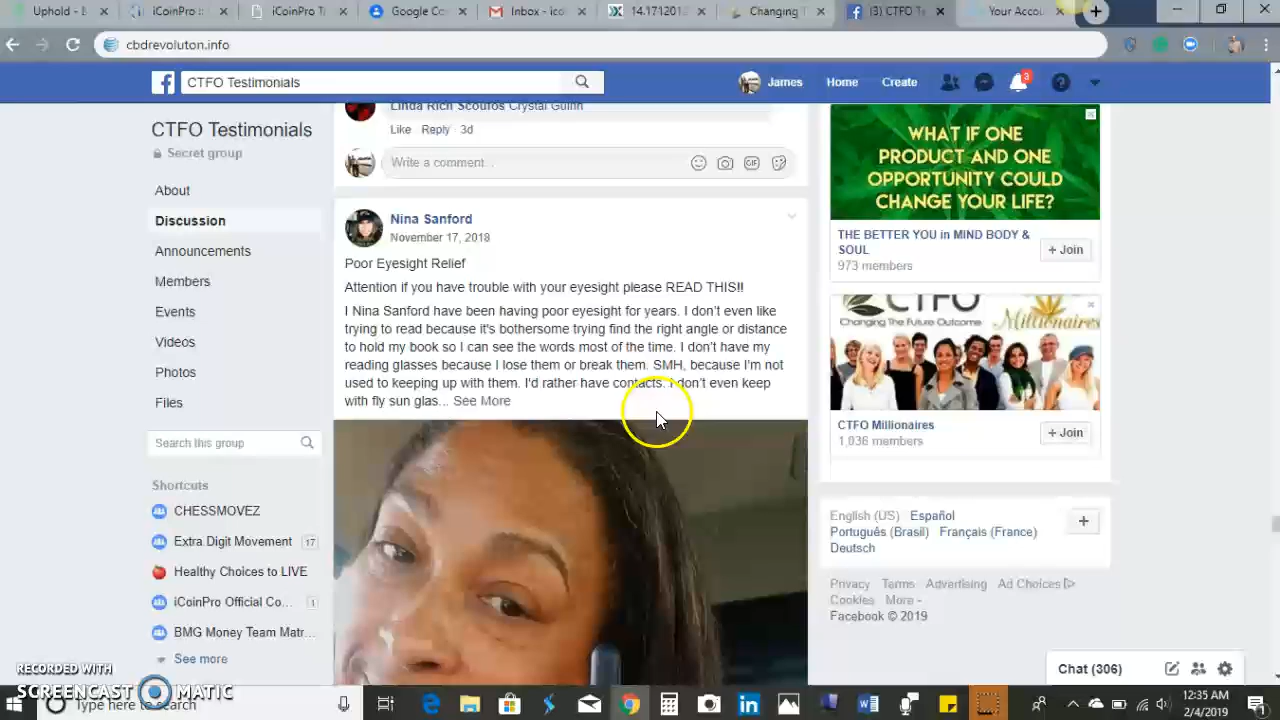 Uphold - B
iCoinPro is
iCoinPro T
Google Co
Gmail - ico
14.171201
Changing T
(3) CTFO Te
Your Accou
cbdrevoluton.info
CTFO Testimonials
James
Home
Create
3
CTFO Testimonials
Secret group
About
Discussion
Announcements
Members
Events
Videos
Photos
Files
Search this group
Shortcuts
CHESSMOVEZ
Extra Digit Movement 17
Healthy Choices to LIVE
iCoinPro Official Co... 1
BMG Money Team Matr...
See more
Linda Rich Scoufos Crystal Guinn
Like Reply 3d
Write a comment...
GIF
Nina Sanford
November 17, 2018
Poor Eyesight Relief
Attention if you have trouble with your eyesight please READ THIS!!
I Nina Sanford have been having poor eyesight for years. I don't even like
trying to read because it's bothersome trying find the right angle or distance
to hold my book so I can see the words most of the time. I don't have my
reading glasses because I lose them or break them. SMH, because I'm not
used to keeping up with them. I'd rather have contacts. I don't even keep
with fly sun glas... See More
WHAT IF ONE
PRODUCT AND ONE
OPPORTUNITY COULD
CHANGE YOUR LIFE?
THE BETTER YOU in MIND BODY &
SOUL
973 members
+ Join
CTFO
Changing The Future Outcome
Millionaires
CTFO Millionaires
1,036 members
+ Join
English (US) Español
Português (Brasil) Français (France)
Deutsch
Privacy Terms Advertising Ad Choices
Cookies More
Facebook © 2019
Chat (306)
RECORDED WITH
SCREENCAST MATIC
Type here to search
12:35 AM
2/4/2019